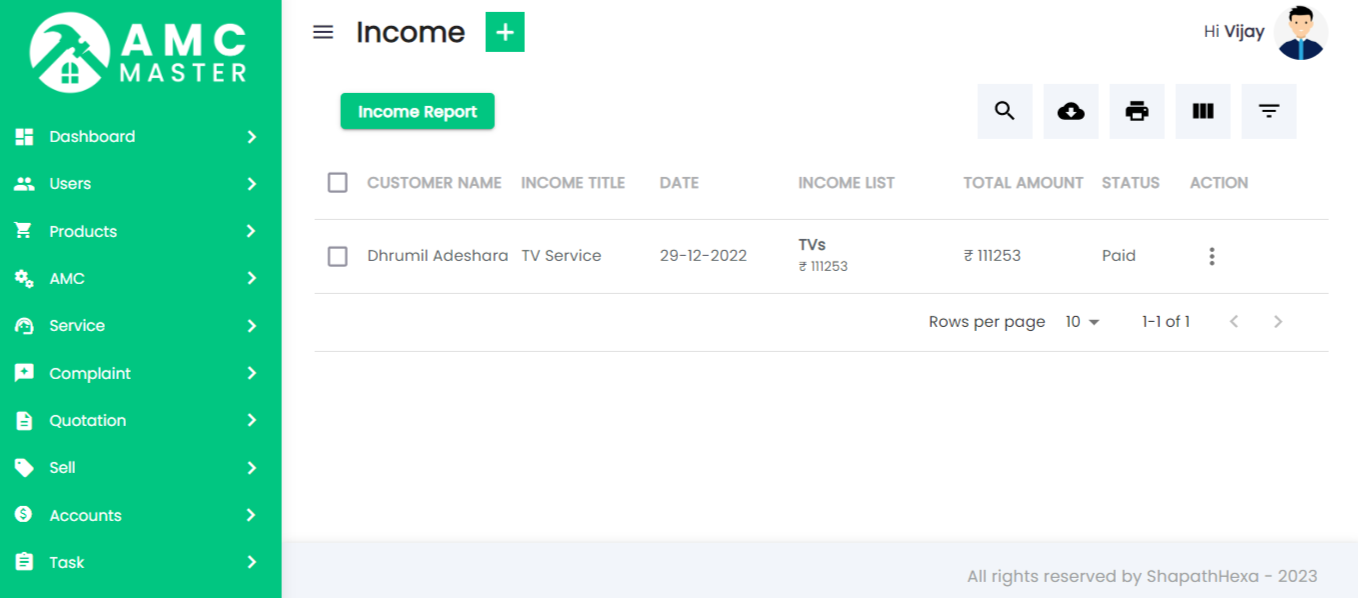 AMC
MASTER
Dashboard
Users
Products
AMC
Service
Complaint
Quotation
Sell
Accounts
Task
Income +
Hi Vijay
Income Report
CUSTOMER NAME INCOME TITLE DATE INCOME LIST TOTAL AMOUNT STATUS ACTION
Dhrumil Adeshara TV Service 29-12-2022 TVs ₹ 111253 Paid
₹ 111253
Rows per page 10 1-1 of 1
All rights reserved by ShapathHexa - 2023